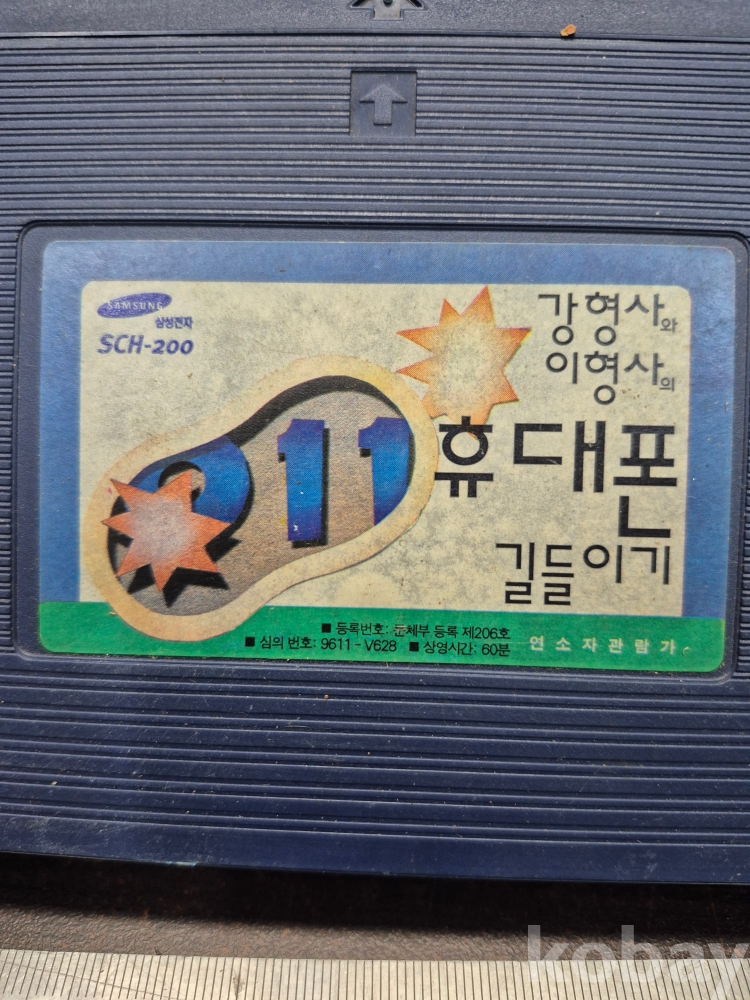 SAMSUNG
삼성전자
SCH-200
강형사와
이형사의
911
휴대폰
길들이기
■ 등록번호: 문체부 등록 제206호
■ 심의 번호: 9611-V628 ■ 상영시간: 60분
연소자관람가